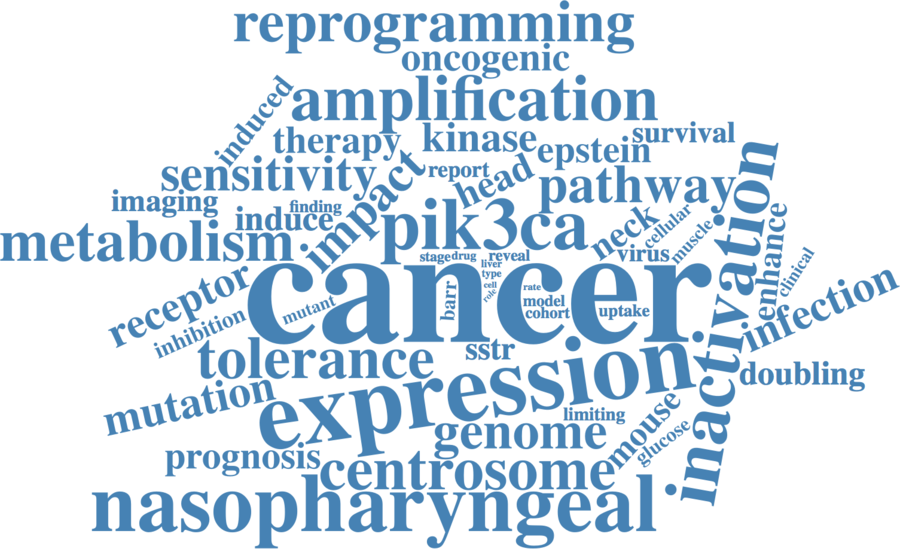 reprogramming
oncogenic
amplification
induced
therapy
kinase
survival
epstein
sensitivity
impact
report
head
pathway
imaging
finding
induce
pik3ca
neck
cellular
muscle
metabolism
virus
inactivation
enhance
clinical
stage
drug
reveal
liver
type
cell
role
rate
cancer
receptor
inhibition
mutant
barr
model
cohort
uptake
infection
tolerance
sstr
doubling
expression
mutation
limiting
genome
mouse
glucose
prognosis
centrosome
nasopharyngeal